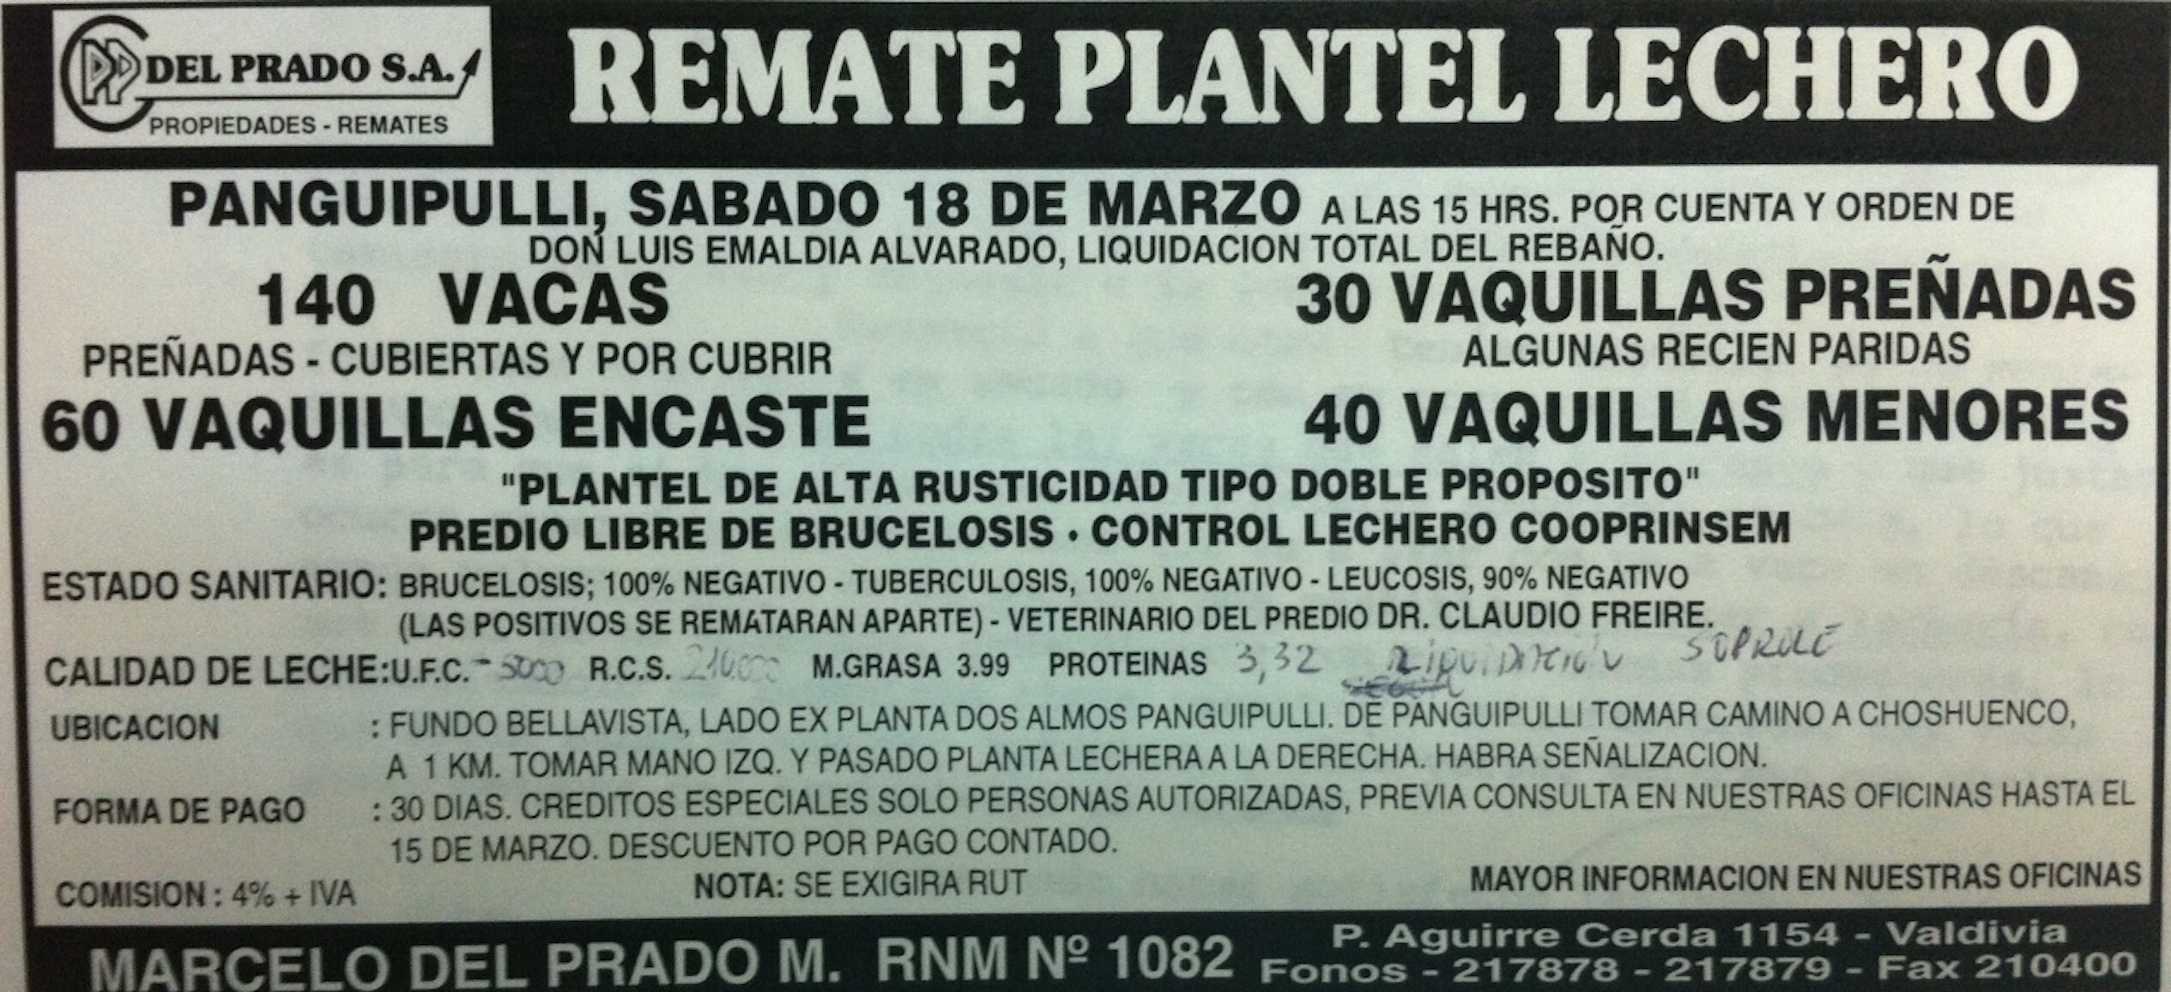 DEL PRADO S.A.
PROPIEDADES - REMATES
REMATE PLANTEL LECHERO
PANGUIPULLI, SABADO 18 DE MARZO A LAS 15 HRS. POR CUENTA Y ORDEN DE
DON LUIS EMALDIA ALVARADO, LIQUIDACION TOTAL DEL REBAÑO.
140 VACAS
PREÑADAS - CUBIERTAS Y POR CUBRIR
30 VAQUILLAS PREÑADAS
ALGUNAS RECIEN PARIDAS
60 VAQUILLAS ENCASTE
40 VAQUILLAS MENORES
"PLANTEL DE ALTA RUSTICIDAD TIPO DOBLE PROPOSITO"
PREDIO LIBRE DE BRUCELOSIS · CONTROL LECHERO COOPRINSEM
ESTADO SANITARIO: BRUCELOSIS; 100% NEGATIVO - TUBERCULOSIS, 100% NEGATIVO - LEUCOSIS, 90% NEGATIVO
(LAS POSITIVOS SE REMATARAN APARTE) - VETERINARIO DEL PREDIO DR. CLAUDIO FREIRE.
CALIDAD DE LECHE: U.F.C. - 5000 R.C.S. 210.000 M.GRASA 3.99 PROTEINAS 3,32 LIQUIDACION SOPROLE
UBICACION : FUNDO BELLAVISTA, LADO EX PLANTA DOS ALMOS PANGUIPULLI. DE PANGUIPULLI TOMAR CAMINO A CHOSHUENCO,
A 1 KM. TOMAR MANO IZQ. Y PASADO PLANTA LECHERA A LA DERECHA. HABRA SEÑALIZACION.
FORMA DE PAGO : 30 DIAS. CREDITOS ESPECIALES SOLO PERSONAS AUTORIZADAS, PREVIA CONSULTA EN NUESTRAS OFICINAS HASTA EL
15 DE MARZO. DESCUENTO POR PAGO CONTADO.
COMISION : 4% + IVA NOTA: SE EXIGIRA RUT MAYOR INFORMACION EN NUESTRAS OFICINAS
MARCELO DEL PRADO M. RNM Nº 1082
P. Aguirre Cerda 1154 - Valdivia
Fonos - 217878 - 217879 - Fax 210400